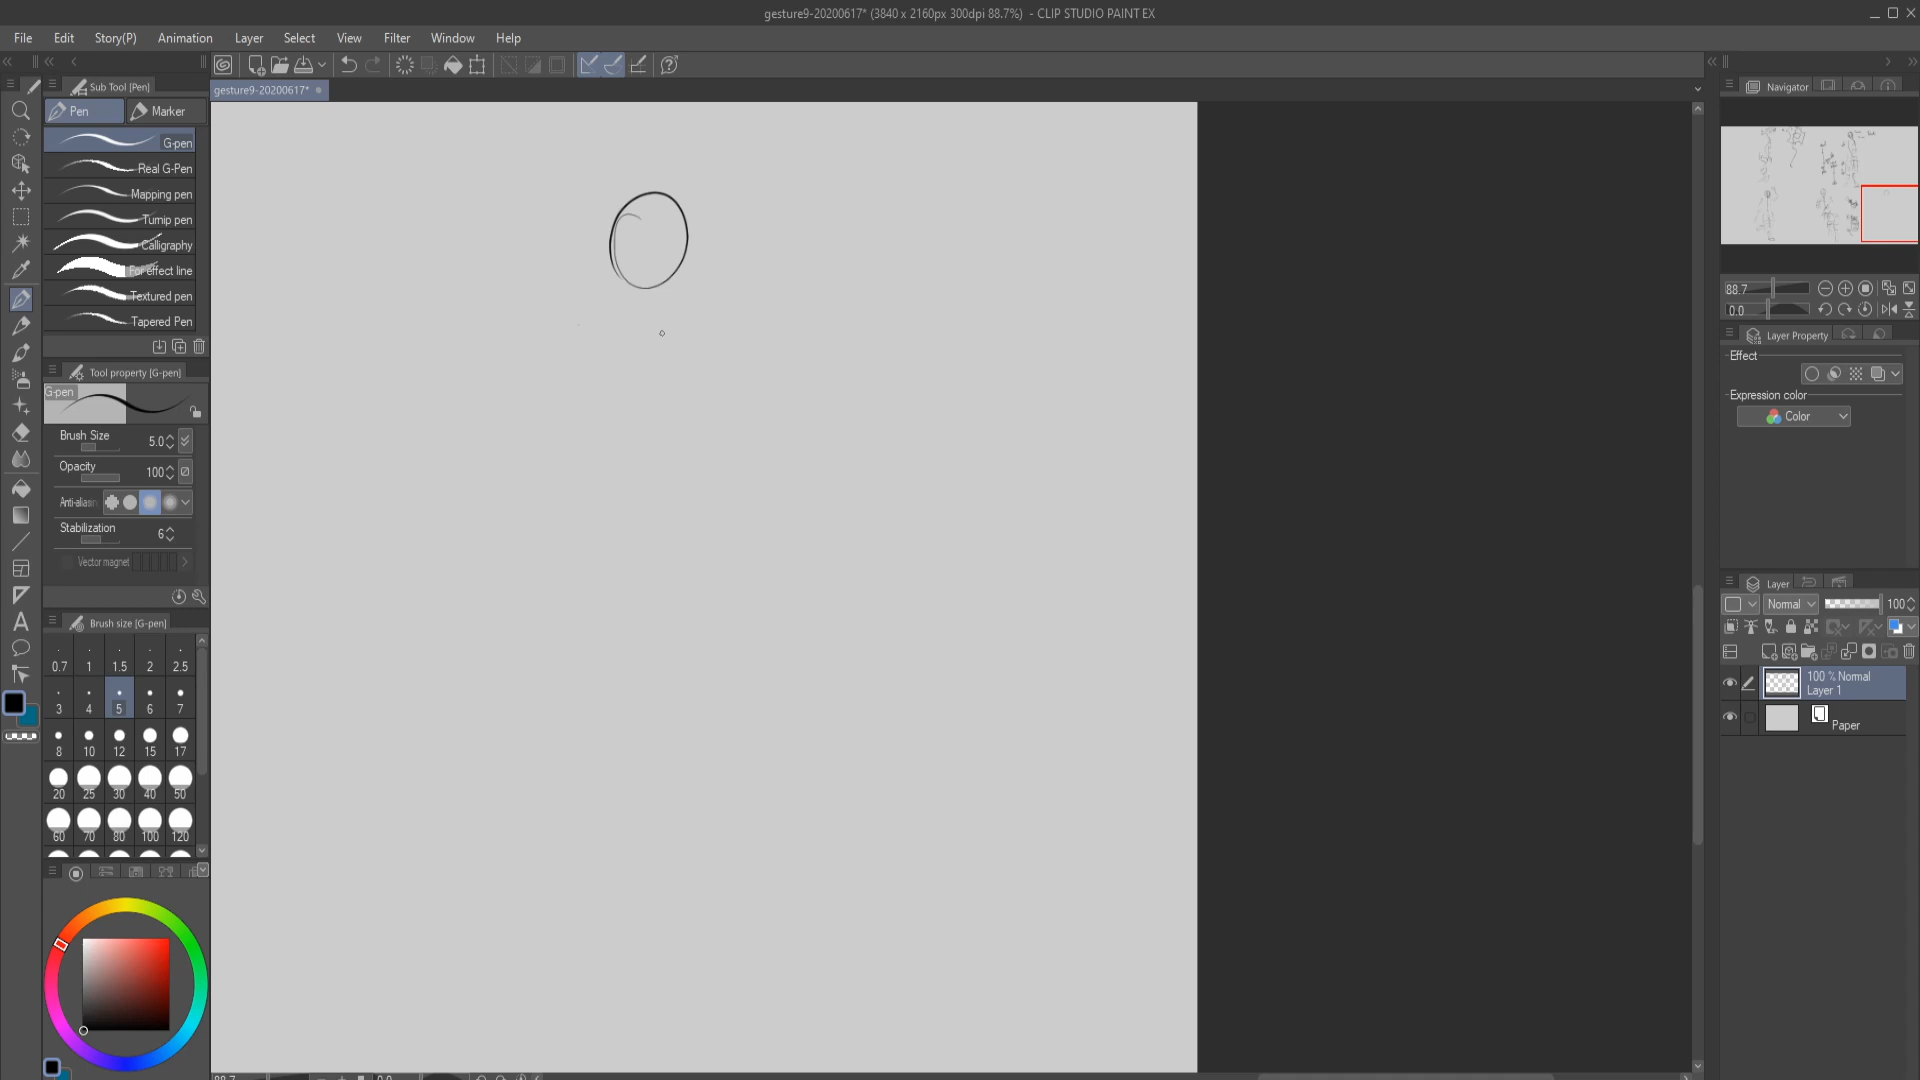 gesture9-20200617* (3840 x 2160px 300dpi 88.7%) - CLIP STUDIO PAINT EX
File Edit Story(P) Animation Layer Select View Filter Window Help
Sub Tool [Pen]
Pen Marker
G-pen
Real G-Pen
Mapping pen
Turnip pen
Calligraphy
For effect line
Textured pen
Tapered Pen
Tool property [G-pen]
G-pen
Brush Size 5.0
Opacity 100
Anti-aliasin
Stabilization 6
Vector magnet
Brush size [G-pen]
0.7 1 1.5 2 2.5
3 4 5 6 7
8 10 12 15 17
20 25 30 40 50
60 70 80 100 120
gesture9-20200617*
Navigator
88.7
0.0
Layer Property
Effect
Expression color
Color
Layer
Normal 100
100 % Normal
Layer 1
Paper